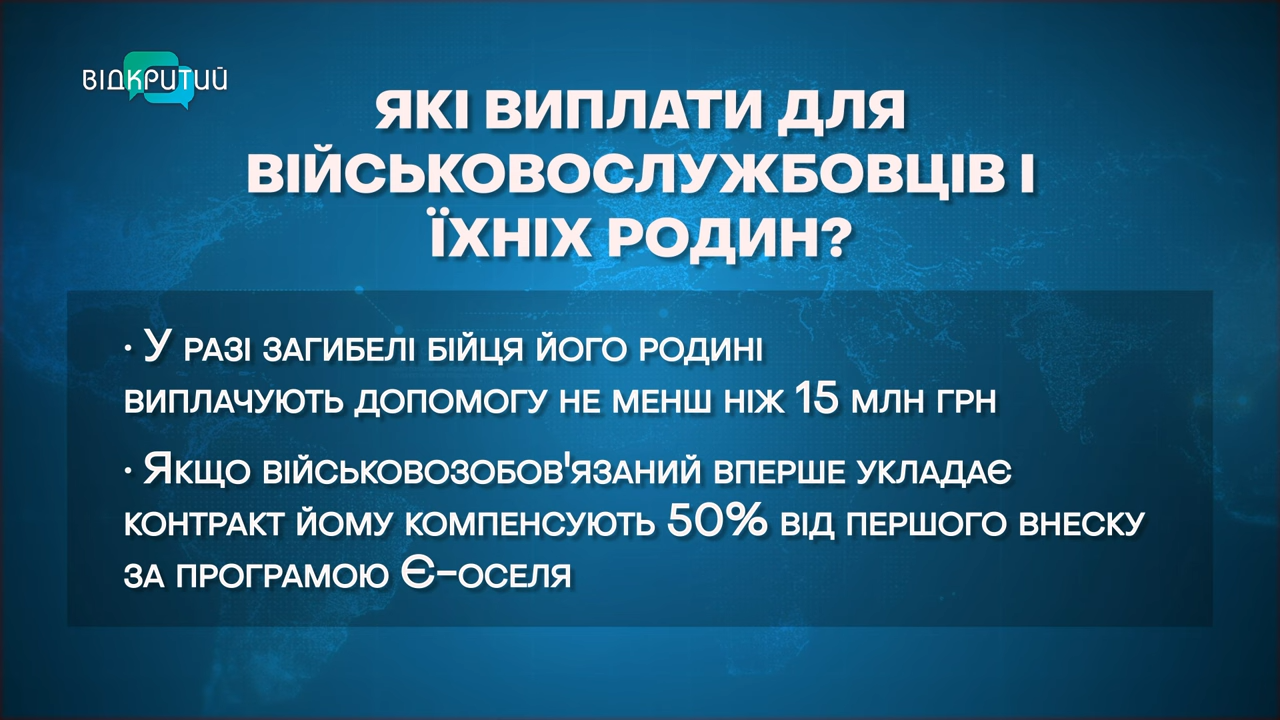 ВІДКРИТИЙ
ЯКІ ВИПЛАТИ ДЛЯ
ВІЙСЬКОВОСЛУЖБОВЦІВ І
ЇХНІХ РОДИН?
· У РАЗІ ЗАГИБЕЛІ БІЙЦЯ ЙОГО РОДИНІ
ВИПЛАЧУЮТЬ ДОПОМОГУ НЕ МЕНШ НІЖ 15 МЛН ГРН
· ЯКЩО ВІЙСЬКОВОЗОБОВ'ЯЗАНИЙ ВПЕРШЕ УКЛАДАЄ
КОНТРАКТ ЙОМУ КОМПЕНСУЮТЬ 50% ВІД ПЕРШОГО ВНЕСКУ
ЗА ПРОГРАМОЮ Є-ОСЕЛЯ